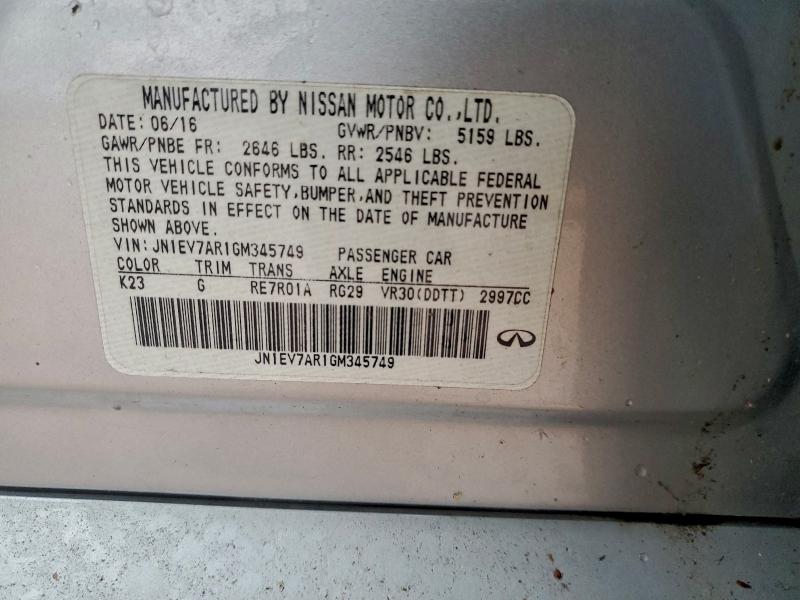 MANUFACTURED BY NISSAN MOTOR CO.,LTD.
DATE: 06/16 GVWR/PNBV: 5159 LBS.
GAWR/PNBE FR: 2646 LBS. RR: 2546 LBS.
THIS VEHICLE CONFORMS TO ALL APPLICABLE FEDERAL
MOTOR VEHICLE SAFETY,BUMPER,AND THEFT PREVENTION
STANDARDS IN EFFECT ON THE DATE OF MANUFACTURE
SHOWN ABOVE.
VIN:JN1EV7AR1GM345749 PASSENGER CAR
COLOR TRIM TRANS AXLE ENGINE
K23 G RE7R01A RG29 VR30(DDTT) 2997CC
JN1EV7AR1GM345749